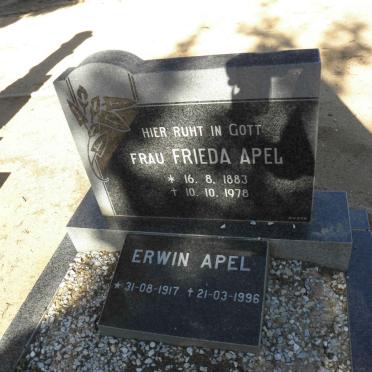 HIER RUHT IN GOTT
FRAU FRIEDA APEL
* 16. 8. 1883
† 10. 10. 1978
ERWIN APEL
* 31-08-1917 † 21-03-1996